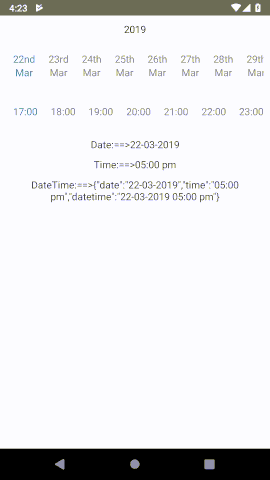 4:23
2019
22nd 23rd 24th 25th 26th 27th 28th 29th
Mar Mar Mar Mar Mar Mar Mar Mar
17:00 18:00 19:00 20:00 21:00 22:00 23:00
Date:==>22-03-2019
Time:==>05:00 pm
DateTime:==>{"date":"22-03-2019","time":"05:00
pm","datetime":"22-03-2019 05:00 pm"}